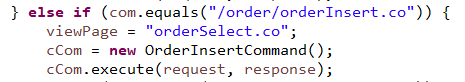 } else if (com.equals("/order/orderInsert.co")) {
viewPage = "orderSelect.co";
cCom = new OrderInsertCommand();
cCom.execute(request, response);